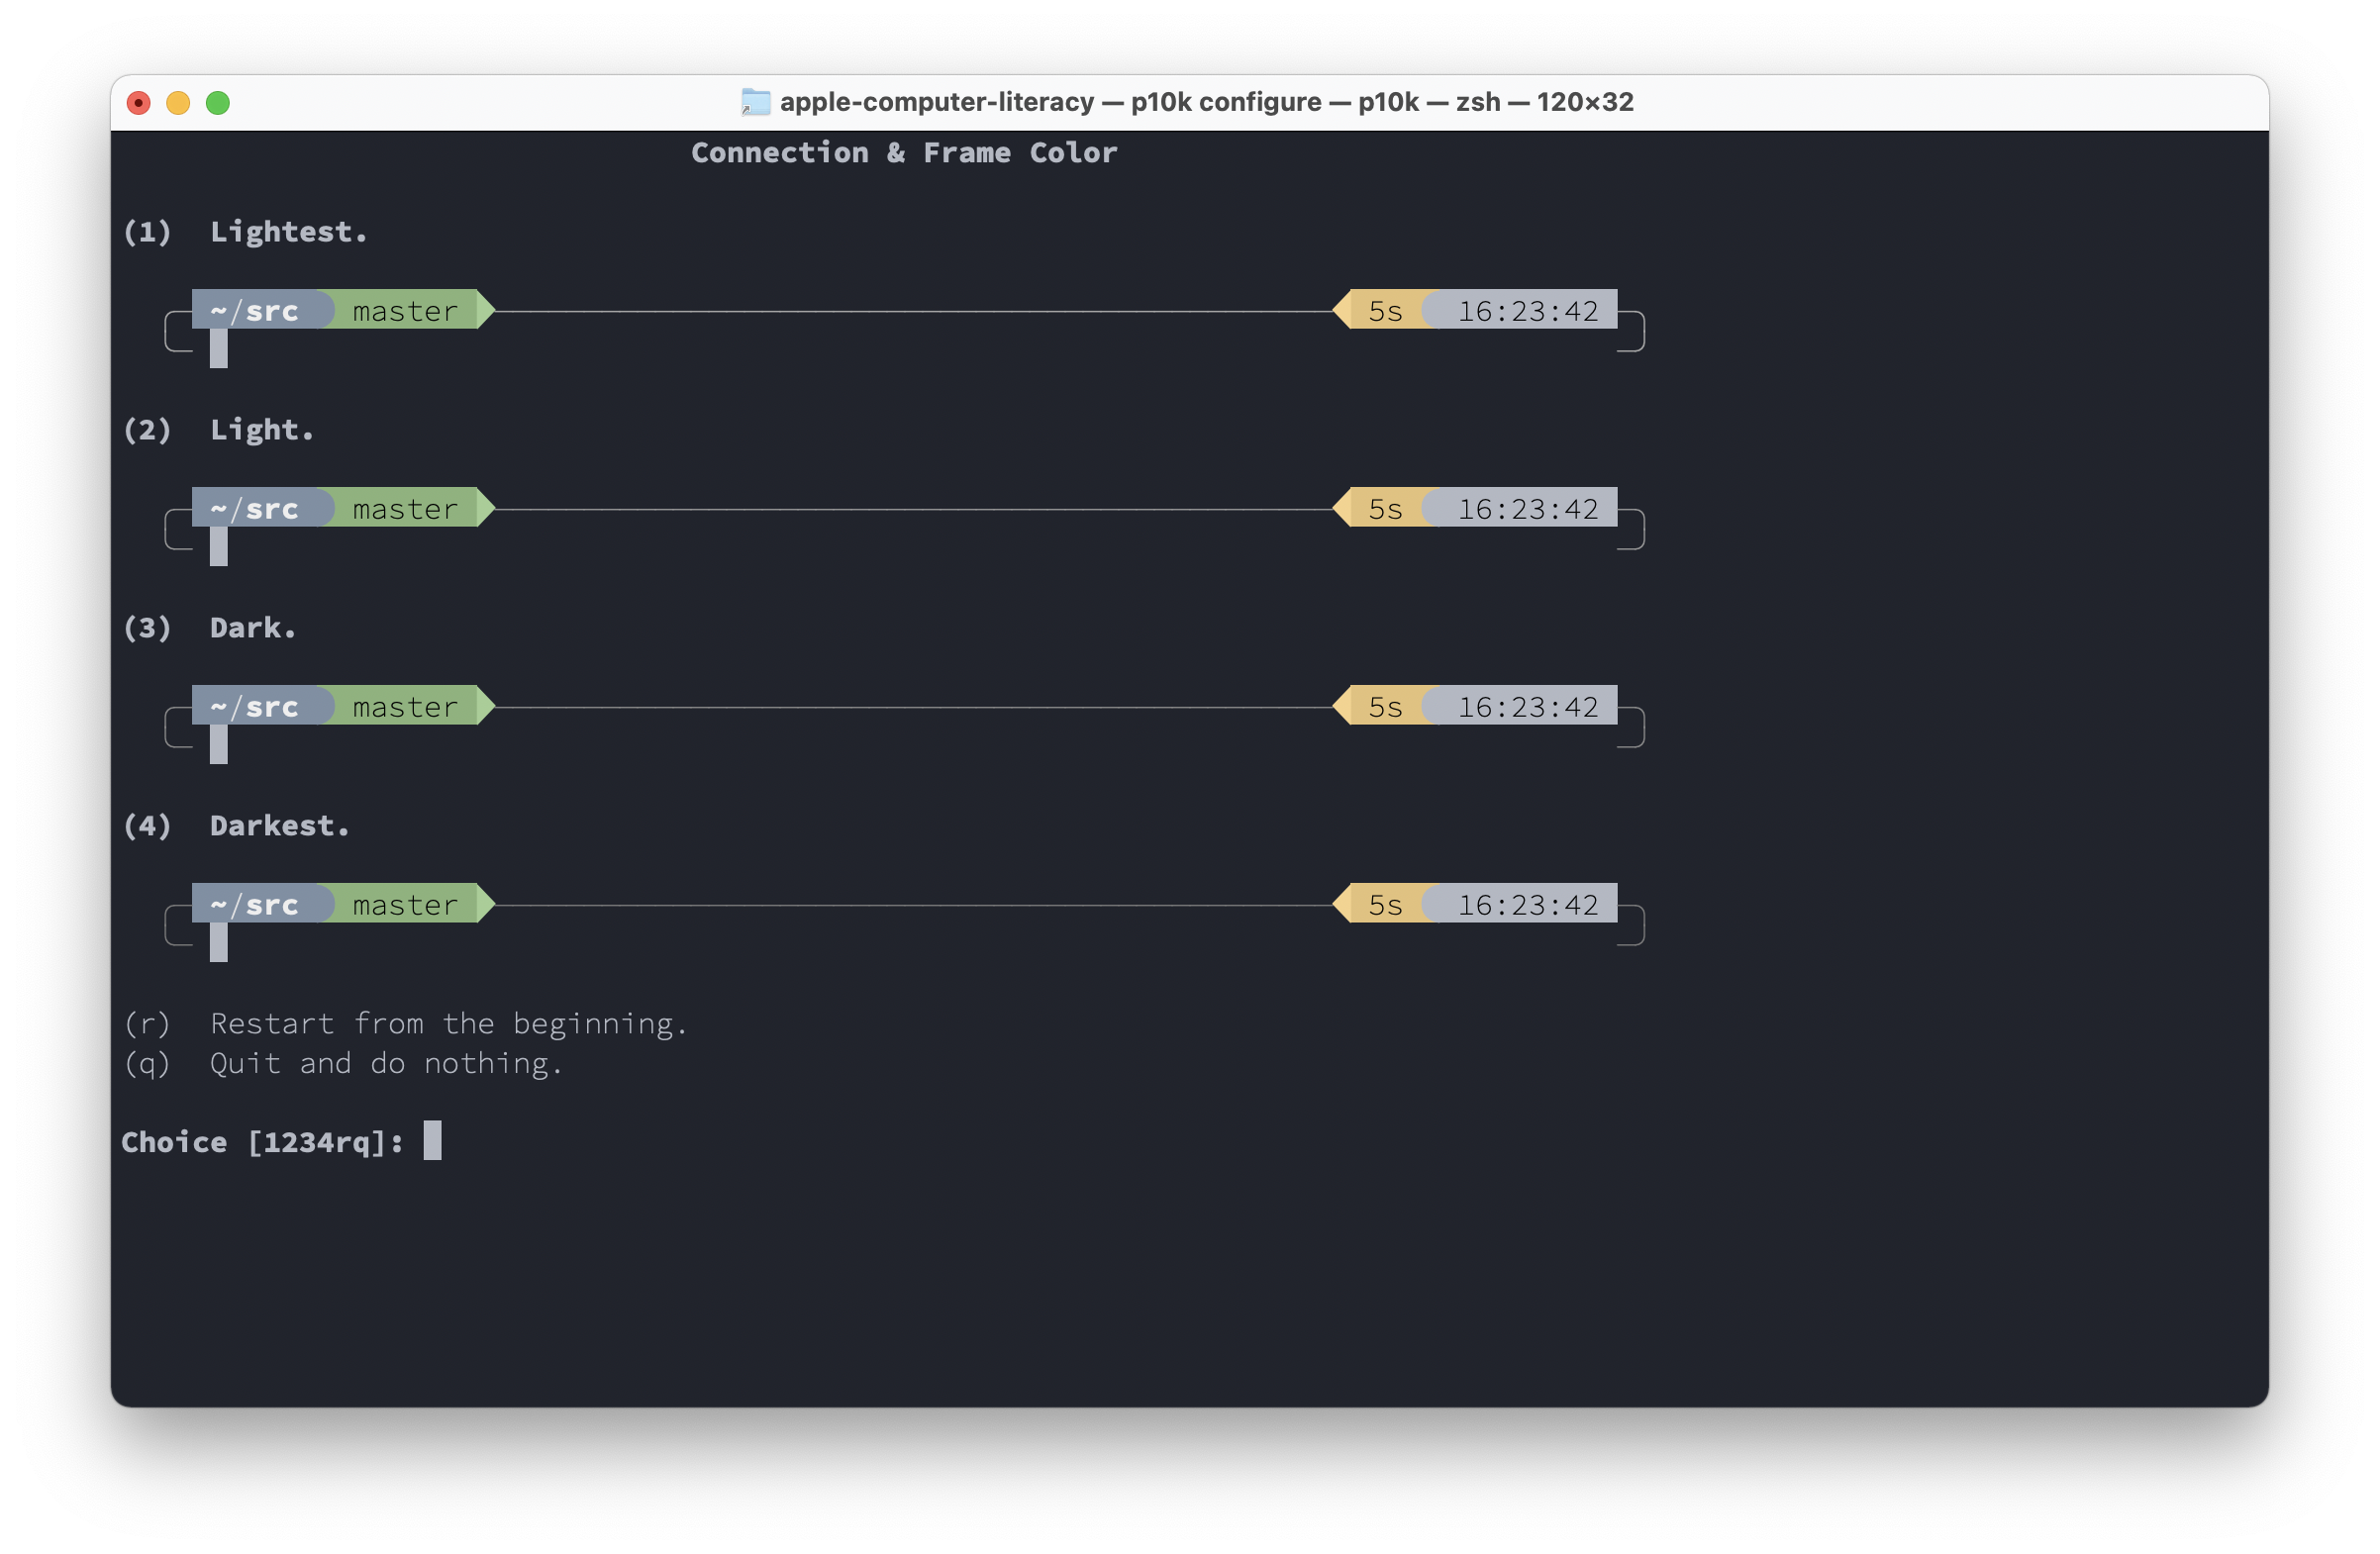 apple-computer-literacy — p10k configure — p10k — zsh — 120×32
Connection & Frame Color
(1)  Lightest.
~/src  master  5s  16:23:42
(2)  Light.
~/src  master  5s  16:23:42
(3)  Dark.
~/src  master  5s  16:23:42
(4)  Darkest.
~/src  master  5s  16:23:42
(r)  Restart from the beginning.
(q)  Quit and do nothing.
Choice [1234rq]: